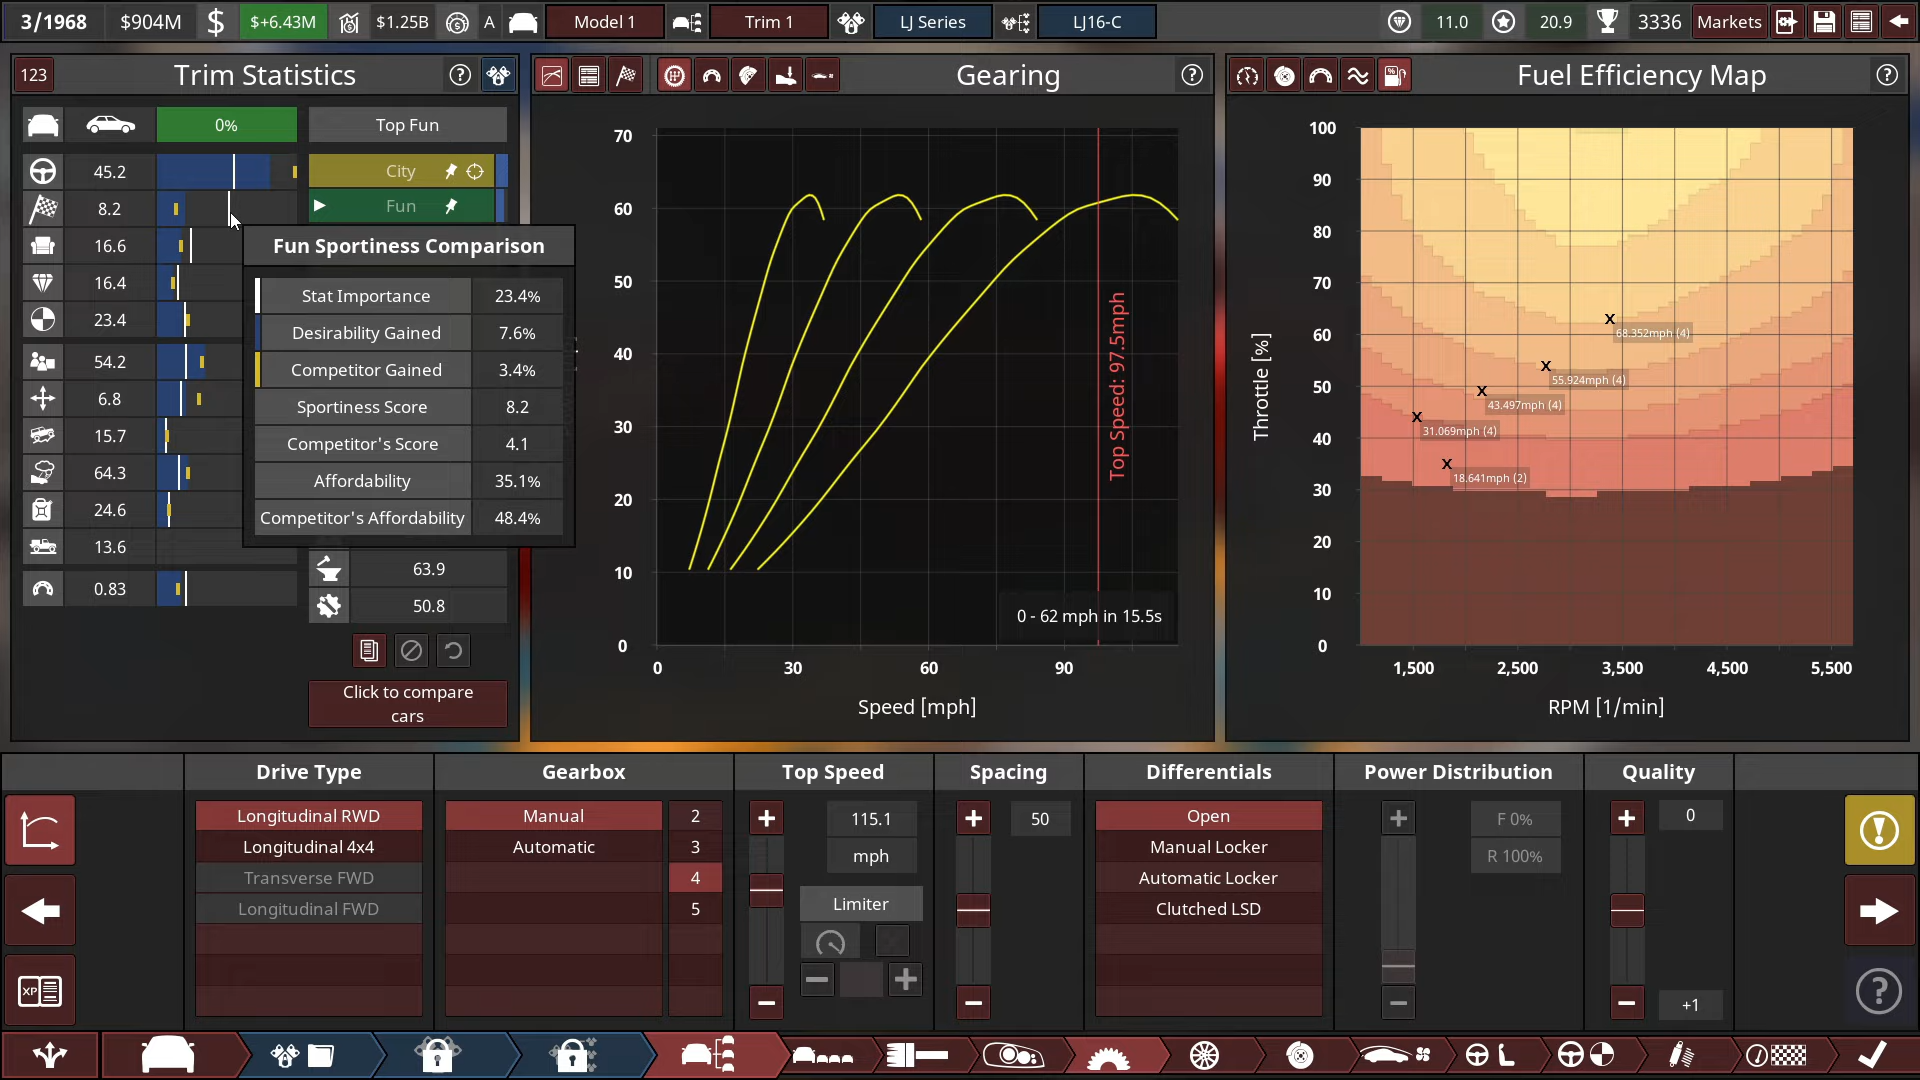 3/1968
$904M
$+6.43M
$1.25B
A
Model 1
Trim 1
LJ Series
LJ16-C
11.0
20.9
3336
Markets
123
Trim Statistics
?
0%
Top Fun
45.2
City
8.2
Fun
16.6
16.4
23.4
54.2
6.8
15.7
64.3
24.6
13.6
0.83
Fun Sportiness Comparison
Stat Importance 23.4%
Desirability Gained 7.6%
Competitor Gained 3.4%
Sportiness Score 8.2
Competitor's Score 4.1
Affordability 35.1%
Competitor's Affordability 48.4%
63.9
50.8
Click to compare
cars
Gearing
?
70
60
50
40
30
20
10
0
Top Speed: 97.5mph
0 - 62 mph in 15.5s
0 30 60 90
Speed [mph]
Fuel Efficiency Map
?
Throttle [%]
100
90
80
70
60
50
40
30
20
10
0
x
68.352mph (4)
x
55.924mph (4)
x
43.497mph (4)
x
31.069mph (4)
x
18.641mph (2)
1,500 2,500 3,500 4,500 5,500
RPM [1/min]
Drive Type
Longitudinal RWD
Longitudinal 4x4
Transverse FWD
Longitudinal FWD
Gearbox
Manual
Automatic
2
3
4
5
Top Speed
+
115.1
mph
Limiter
Spacing
+
50
Differentials
Open
Manual Locker
Automatic Locker
Clutched LSD
Power Distribution
+
F 0%
R 100%
Quality
+
0
+1
XP
?